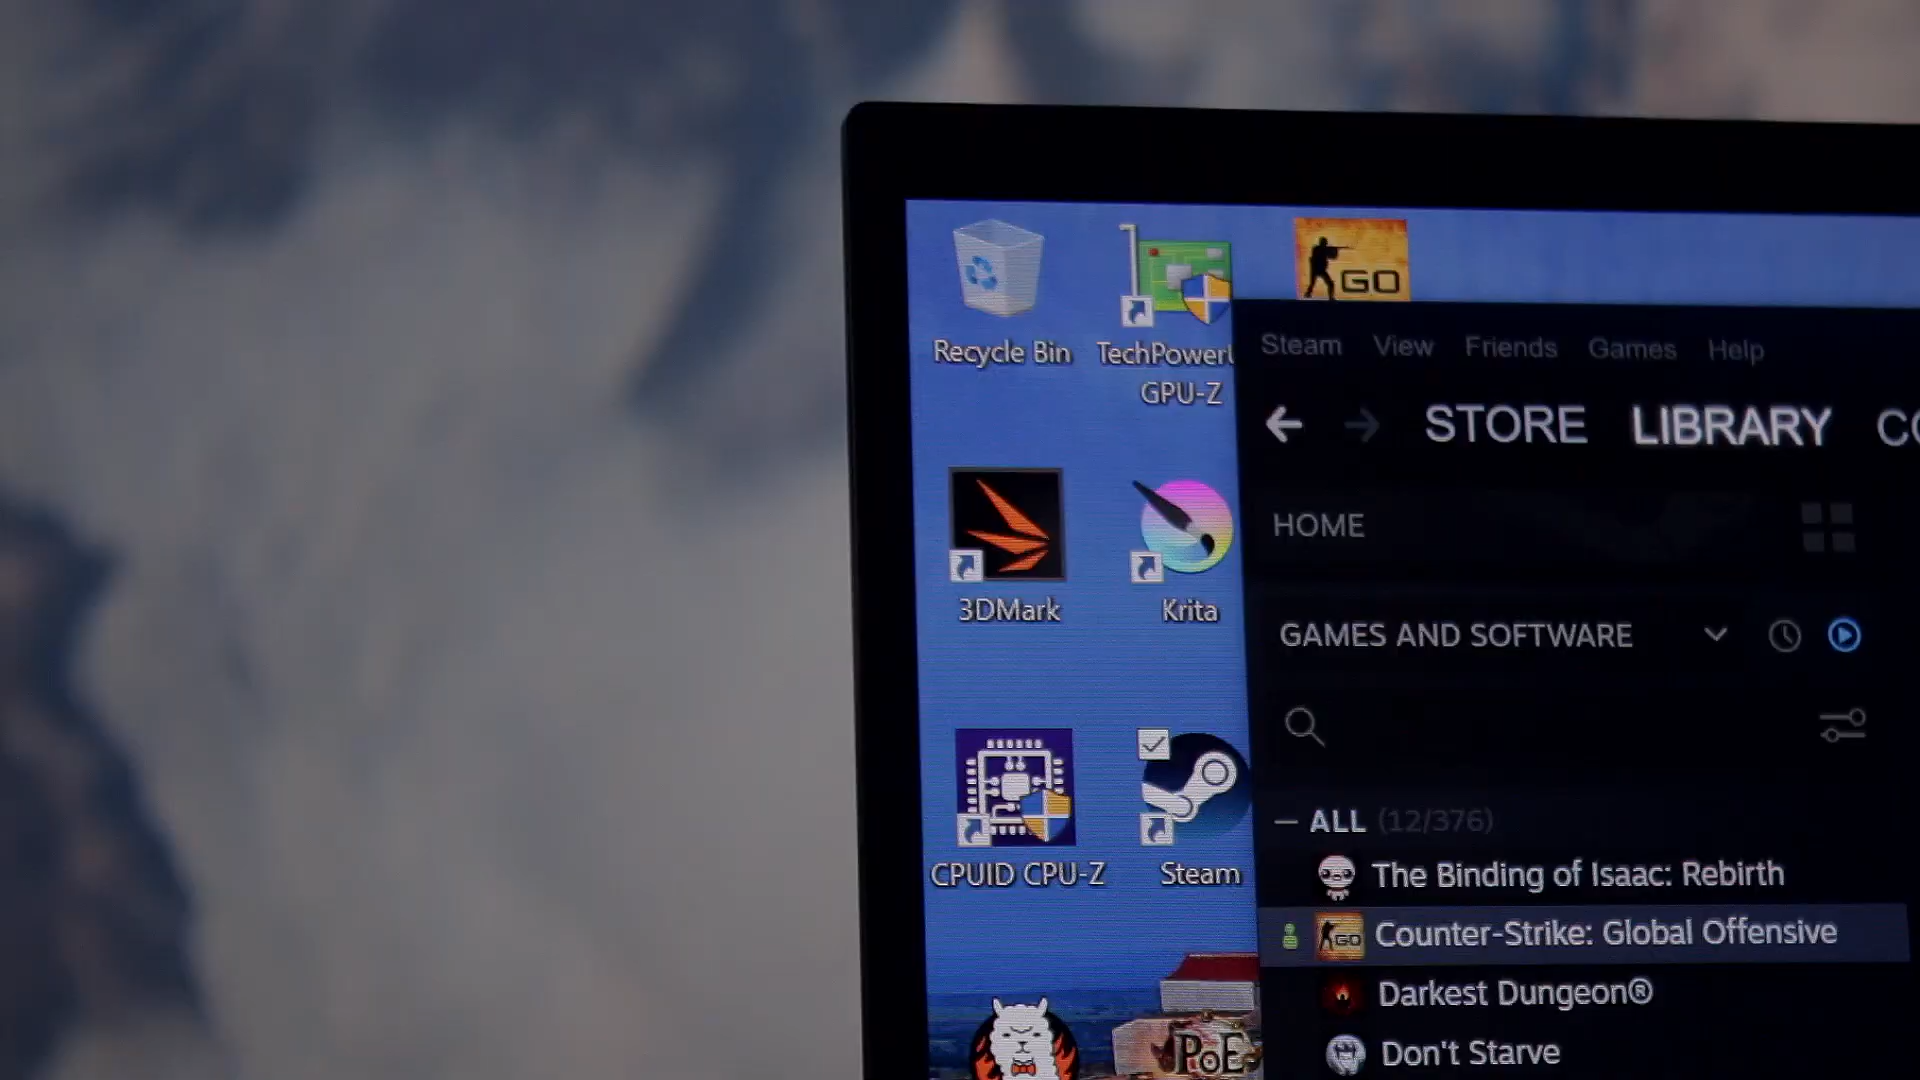 GO
Recycle Bin
TechPowerU
GPU-Z
Steam View Friends Games Help
STORE LIBRARY CO
HOME
3DMark
Krita
GAMES AND SOFTWARE
ALL (12/376)
CPUID CPU-Z
Steam
The Binding of Isaac: Rebirth
GO
Counter-Strike: Global Offensive
Darkest Dungeon®
Don't Starve
PoE